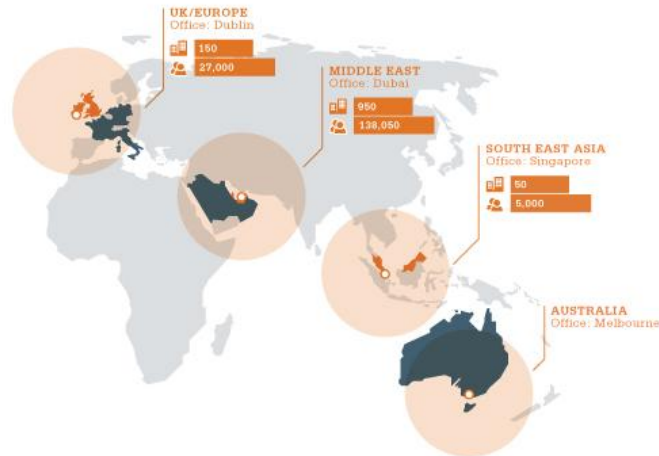 UK/EUROPE
Office: Dublin
150
27,000
MIDDLE EAST
Office: Dubai
950
138,050
SOUTH EAST ASIA
Office: Singapore
50
5,000
AUSTRALIA
Office: Melbourne